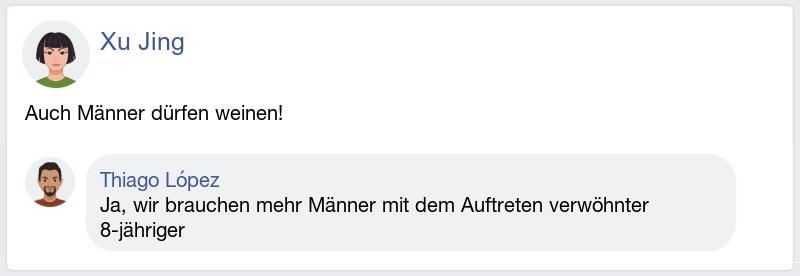 Xu Jing
Auch Männer dürfen weinen!
Thiago López
Ja, wir brauchen mehr Männer mit dem Auftreten verwöhnter
8-jähriger